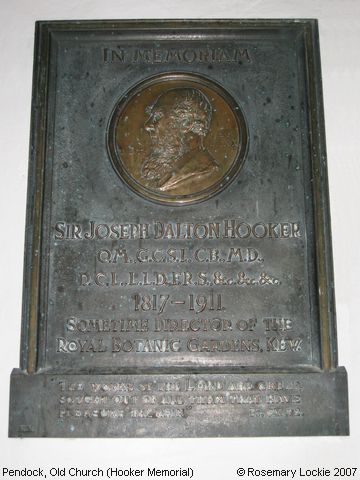 IN MEMORIAM
SIR JOSEPH DALTON HOOKER
O.M. G.C.S.I. C.B. M.D.
D.C.L. L.L.D. F.R.S. &c. &c. &c.
1817–1911
SOMETIME DIRECTOR OF THE
ROYAL BOTANIC GARDENS, KEW.
THE WORKS OF THE LORD ARE GREAT,
SOUGHT OUT OF ALL THEM THAT HAVE
PLEASURE THEREIN
Pendock, Old Church (Hooker Memorial)
© Rosemary Lockie 2007